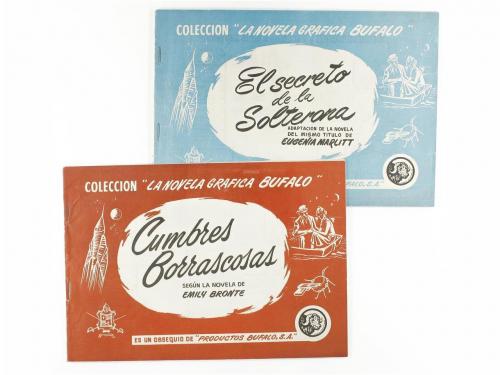 COLECCION "LA NOVELA GRAFICA BUFALO"
El secreto
de la
Solterona
ADAPTACION DE LA NOVELA
DEL MISMO TITULO DE
EUGENIA MARLITT
BUFALO, S.A."
COLECCION "LA NOVELA GRAFICA BUFALO"
Cumbres
Borrascosas
SEGÚN LA NOVELA DE
EMILY BRONTE
ES UN OBSEQUIO DE "PRODUCTOS BUFALO, S.A."